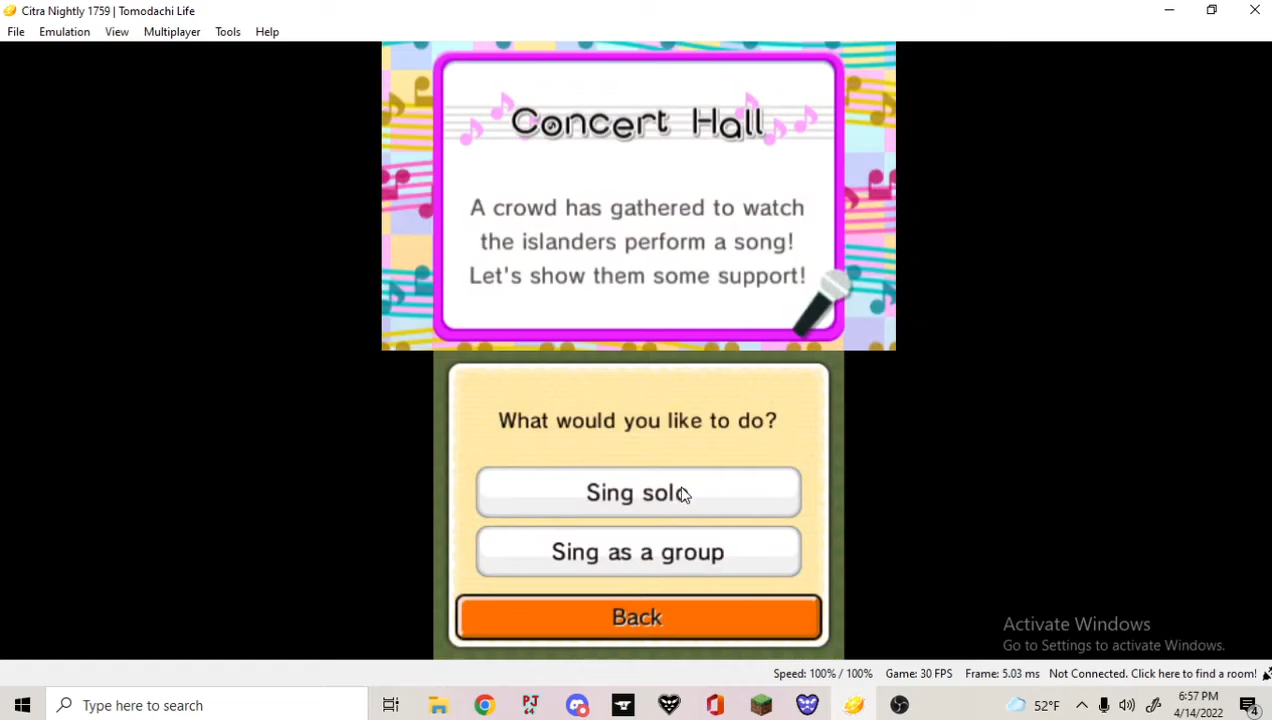 Citra Nightly 1759 | Tomodachi Life
File Emulation View Multiplayer Tools Help
Concert Hall
A crowd has gathered to watch
the islanders perform a song!
Let's show them some support!
What would you like to do?
Sing solo
Sing as a group
Back
Activate Windows
Go to Settings to activate Windows.
Speed: 100% / 100% Game: 30 FPS Frame: 5.03 ms Not Connected. Click here to find a room!
Type here to search
PJ
64
52°F
6:57 PM
4/14/2022
4